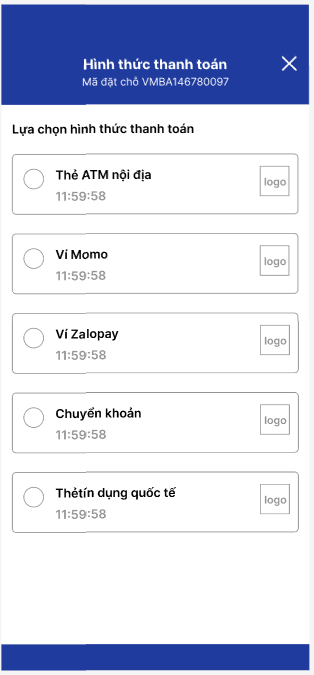 Hình thức thanh toán
Mã đặt chỗ VMBA146780097
Lựa chọn hình thức thanh toán
Thẻ ATM nội địa
logo
11:59:58
Ví Momo
logo
11:59:58
Ví Zalopay
logo
11:59:58
Chuyển khoản
logo
11:59:58
Thẻtín dụng quốc tế
logo
11:59:58